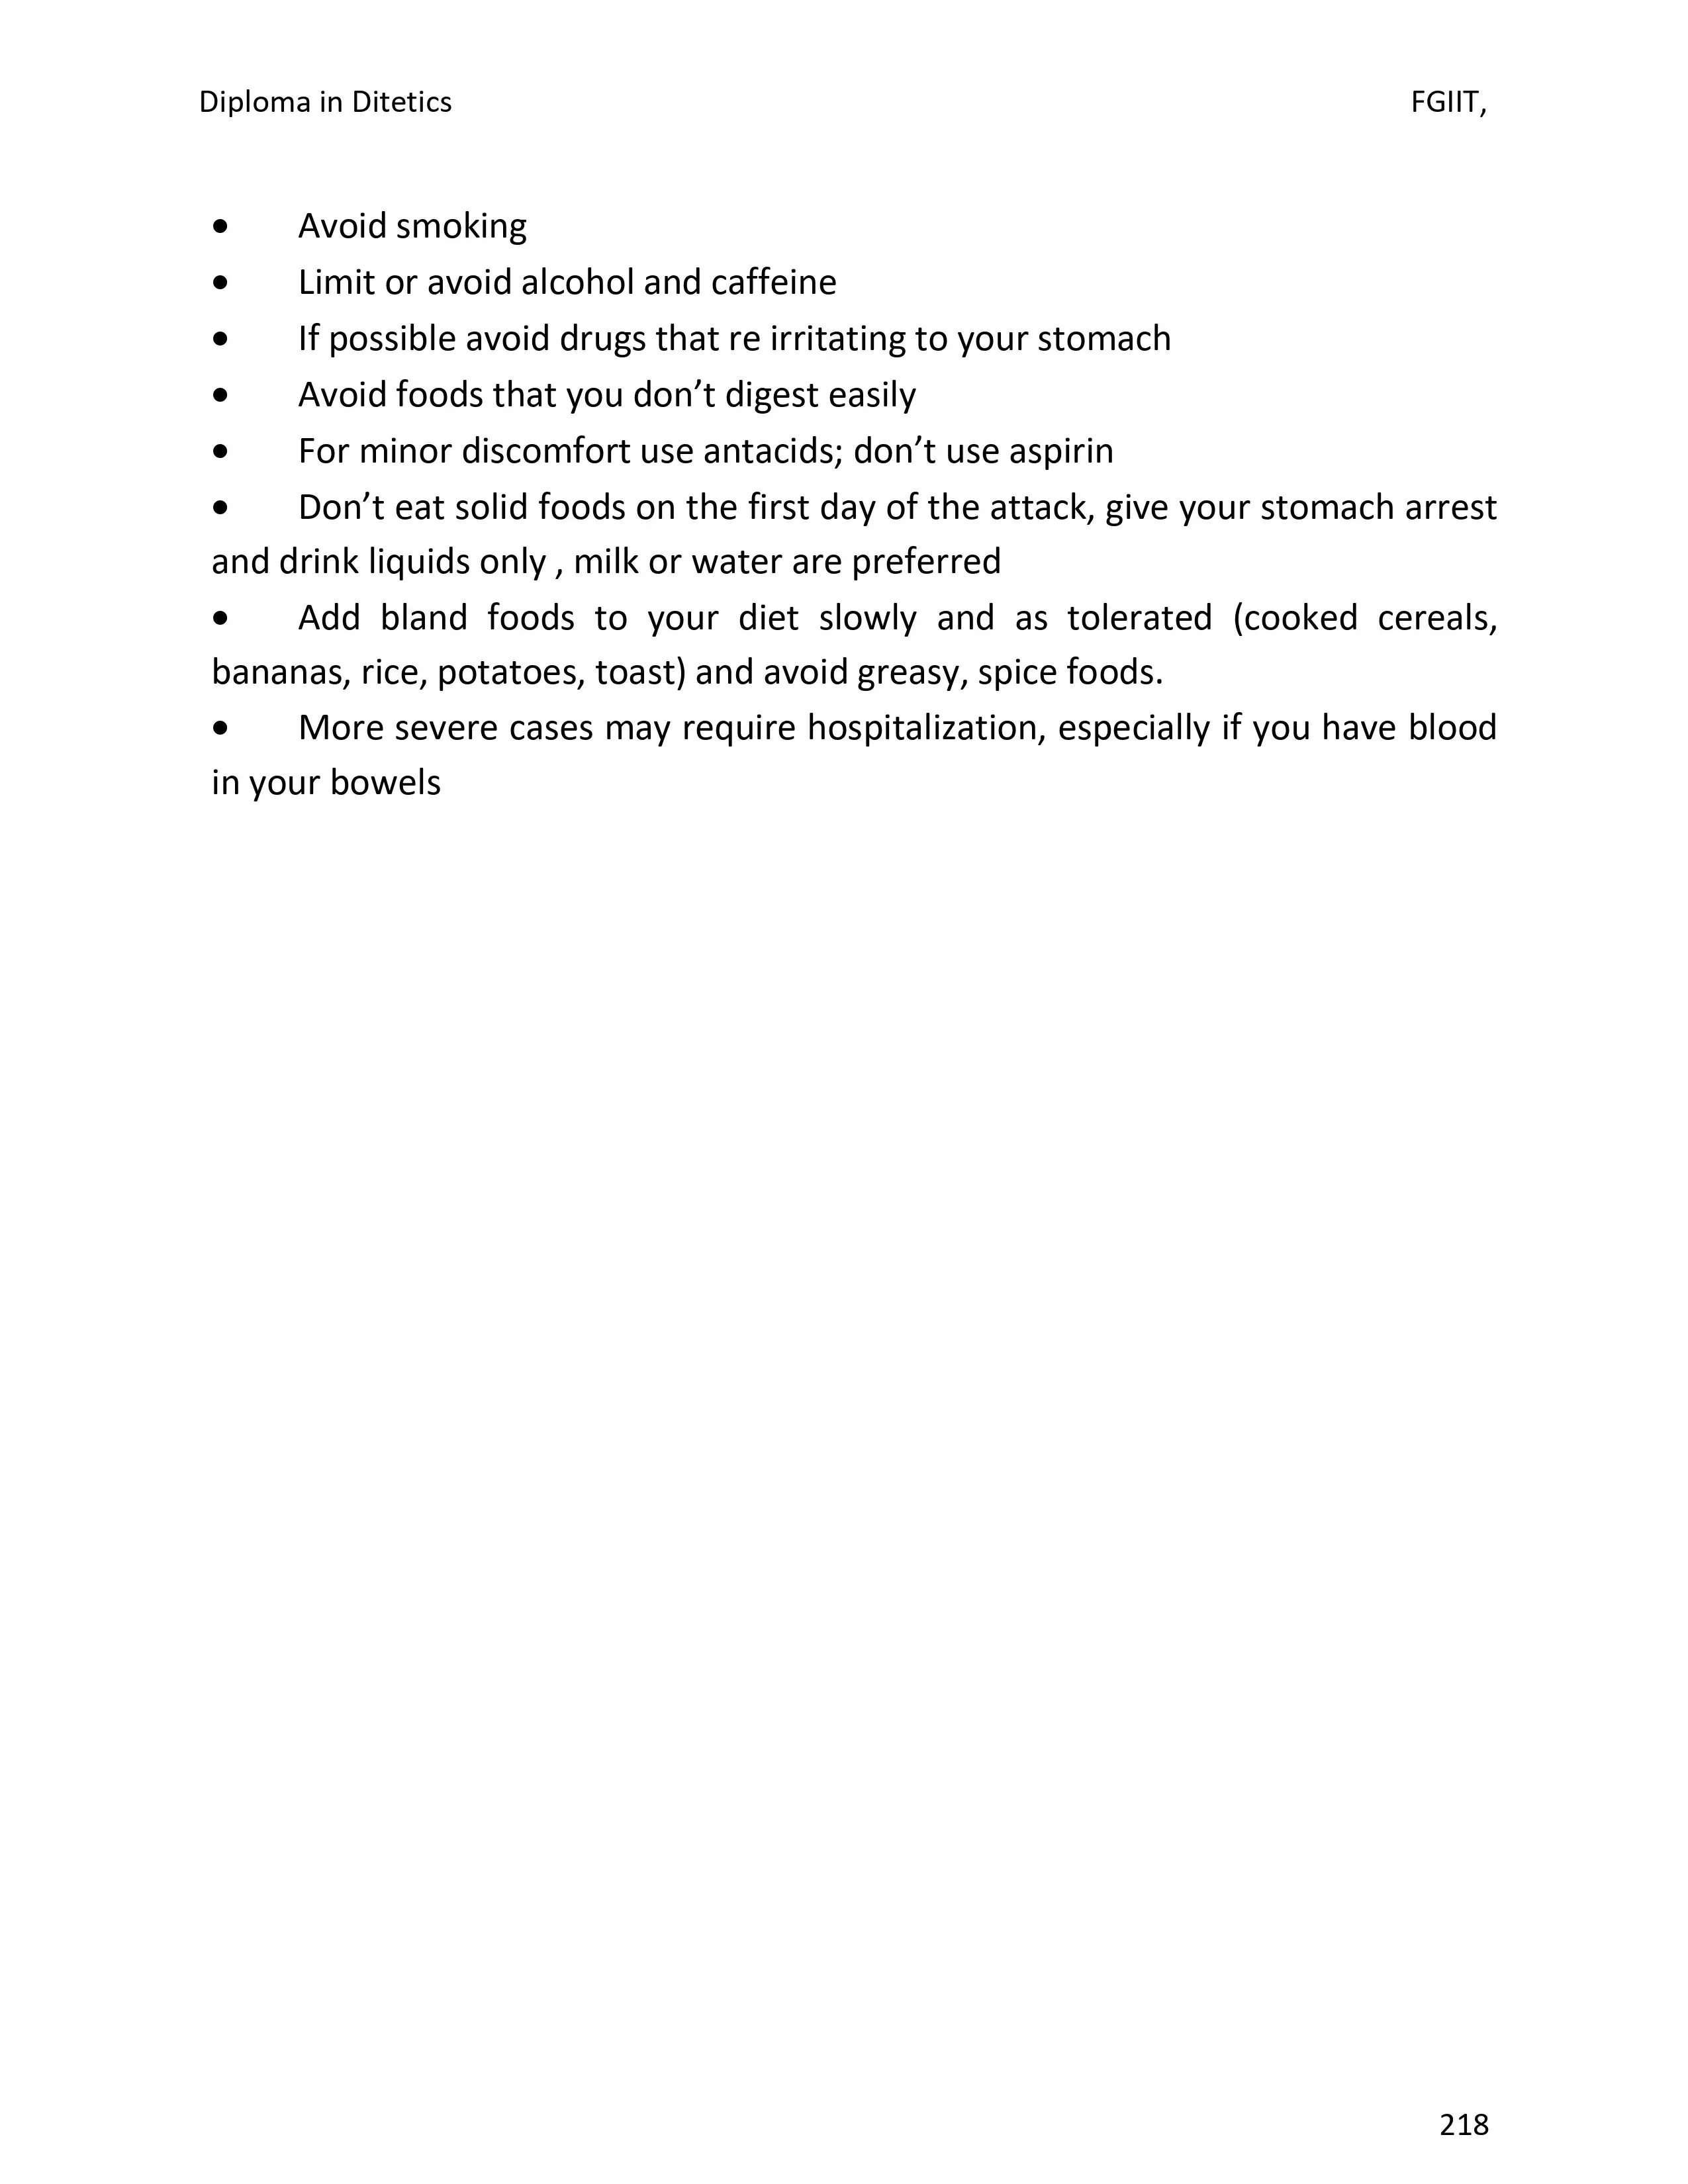 Diploma in Ditetics FGIIT,
• Avoid smoking
• Limit or avoid alcohol and caffeine
• If possible avoid drugs that re irritating to your stomach
• Avoid foods that you don’t digest easily
• For minor discomfort use antacids; don’t use aspirin
• Don’t eat solid foods on the first day of the attack, give your stomach arrest
and drink liquids only , milk or water are preferred
• Add bland foods to your diet slowly and as tolerated (cooked cereals,
bananas, rice, potatoes, toast) and avoid greasy, spice foods.
• More severe cases may require hospitalization, especially if you have blood
in your bowels
218